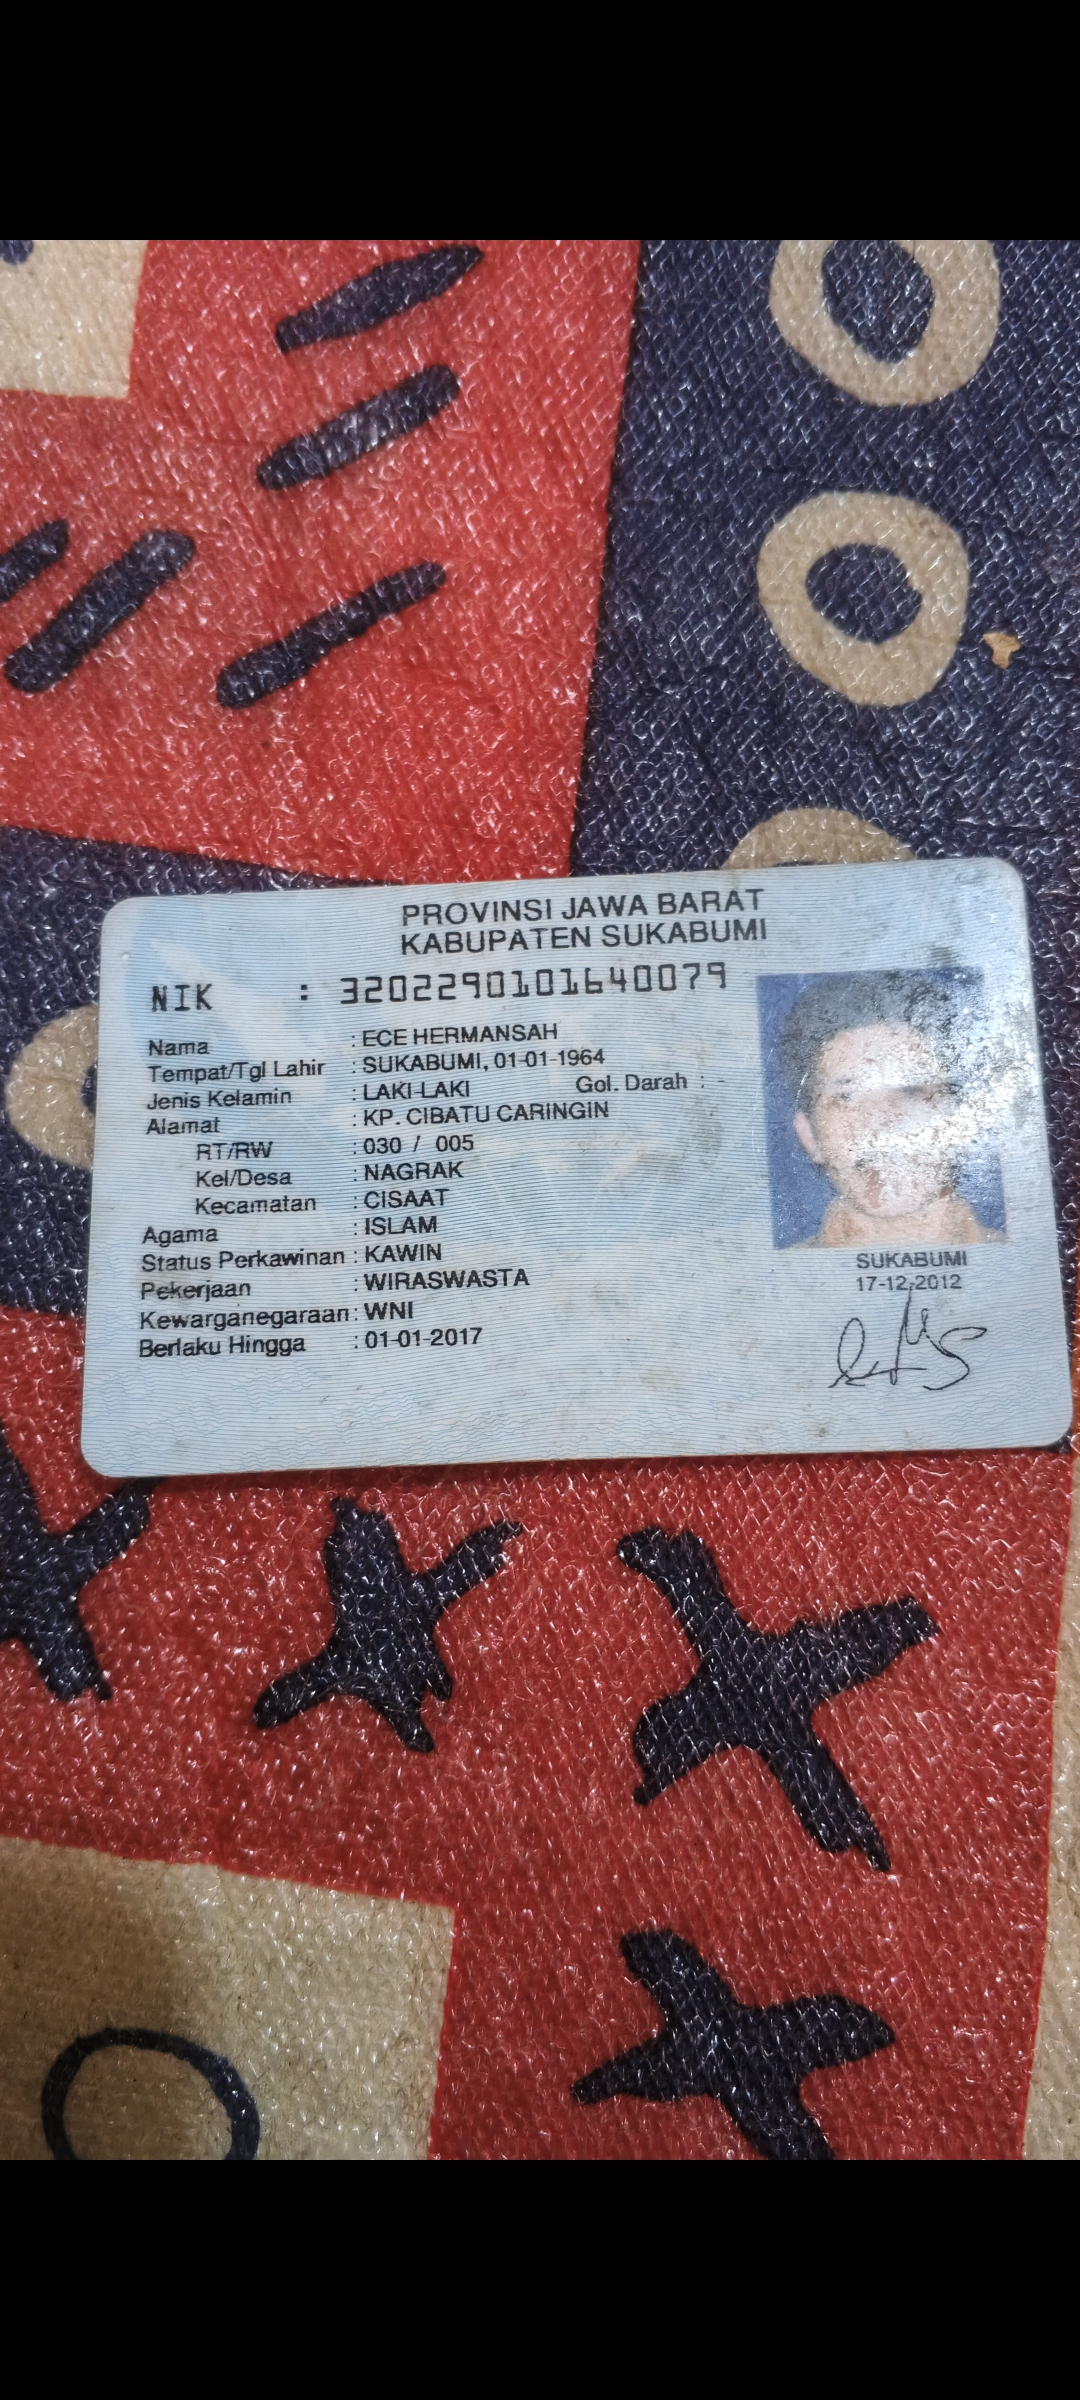 PROVINSI JAWA BARAT
KABUPATEN SUKABUMI
NIK : 3202290101640079
Nama : ECE HERMANSAH
Tempat/Tgl Lahir : SUKABUMI, 01-01-1964
Jenis Kelamin : LAKI-LAKI Gol. Darah : -
Alamat : KP. CIBATU CARINGIN
RT/RW : 030 / 005
Kel/Desa : NAGRAK
Kecamatan : CISAAT
Agama : ISLAM
Status Perkawinan : KAWIN
Pekerjaan : WIRASWASTA
Kewarganegaraan : WNI
Berlaku Hingga : 01-01-2017
SUKABUMI
17-12-2012